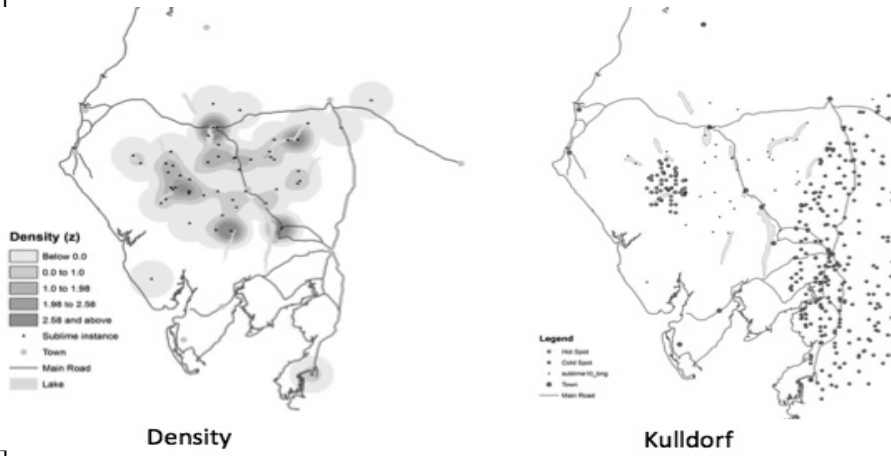 Density (z)
Below 0.0
0.0 to 1.0
1.0 to 1.98
1.98 to 2.58
2.58 and above
Sublime instance
Town
Main Road
Lake
Density
Legend
Hot Spot
Cold Spot
sublime10_bng
Town
Main Road
Kulldorf